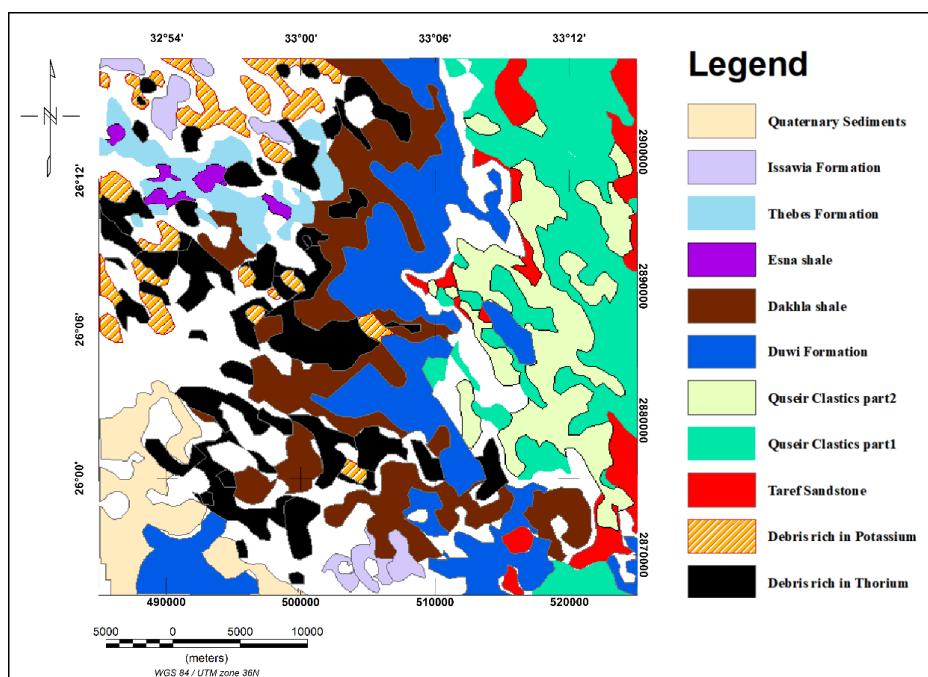 32°54'
33°00'
33°06'
33°12'
N
26°12'
26°06'
26°00'
2900000
2890000
2880000
2870000
490000
500000
510000
520000
5000 0 5000 10000
(meters)
WGS 84 / UTM zone 36N
Legend
Quaternary Sediments
Issawia Formation
Thebes Formation
Esna shale
Dakhla shale
Duwi Formation
Quseir Clastics part2
Quseir Clastics part1
Taref Sandstone
Debris rich in Potassium
Debris rich in Thorium